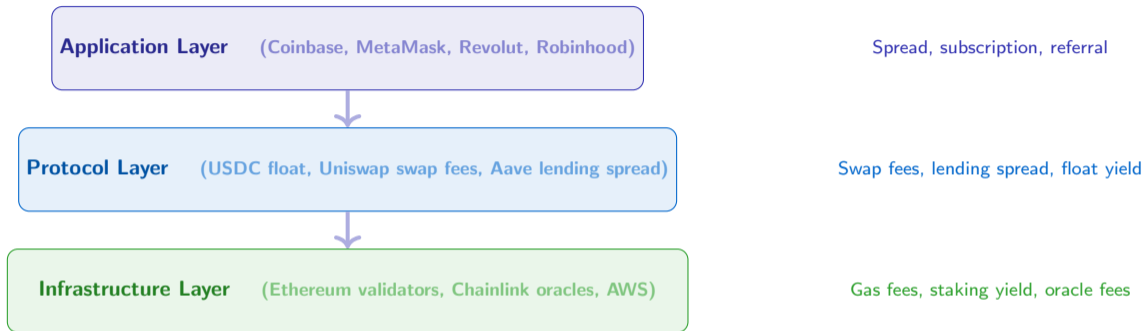 Application Layer (Coinbase, MetaMask, Revolut, Robinhood) Spread, subscription, referral
Protocol Layer (USDC float, Uniswap swap fees, Aave lending spread) Swap fees, lending spread, float yield
Infrastructure Layer (Ethereum validators, Chainlink oracles, AWS) Gas fees, staking yield, oracle fees